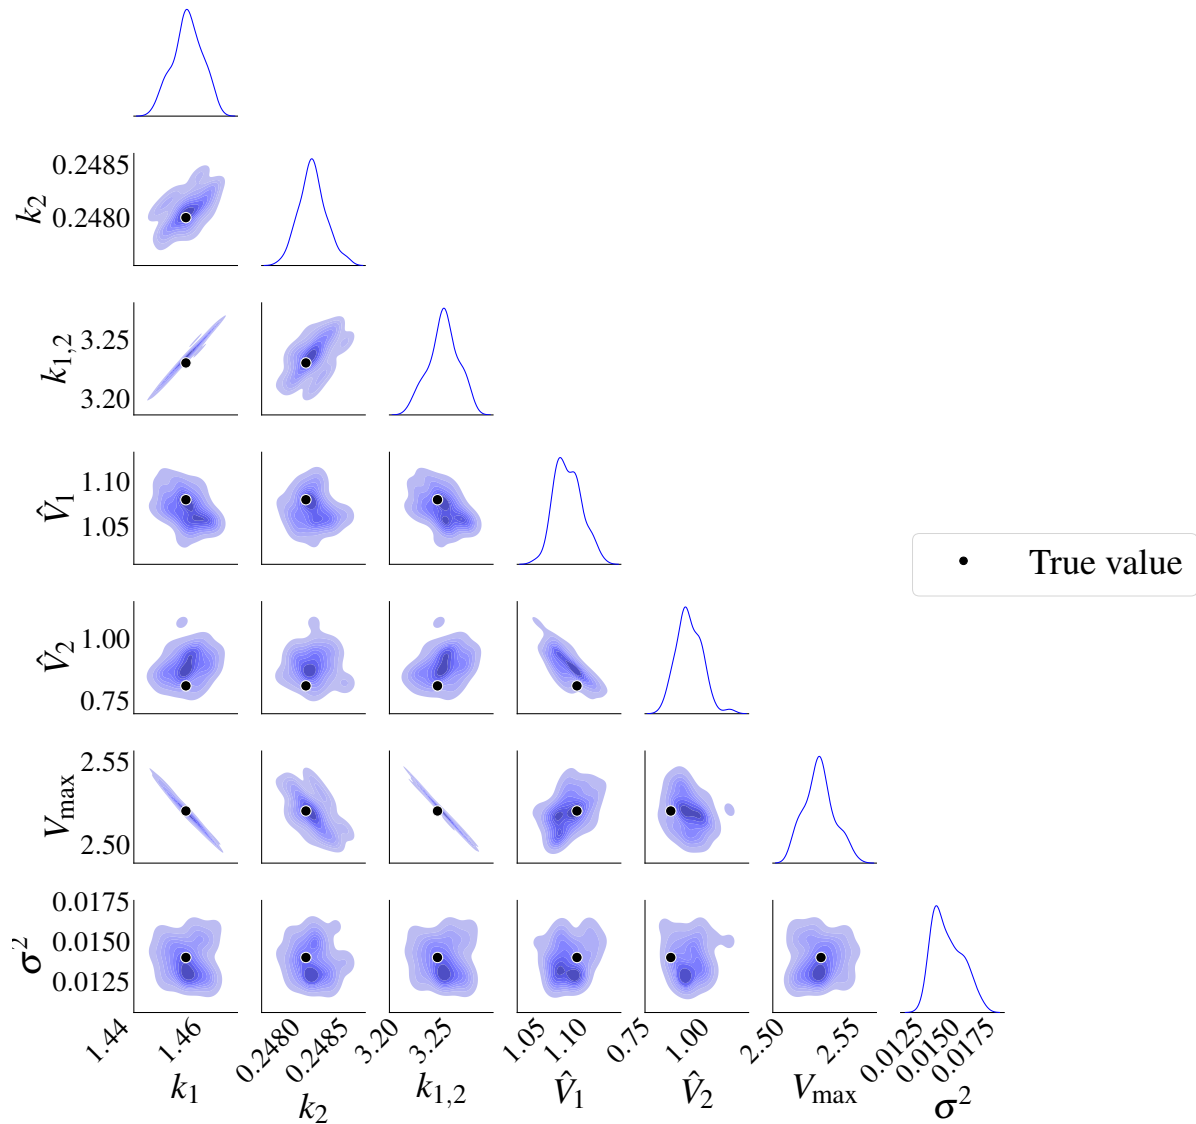 0.2485
0.2480
k2
3.25
3.20
k1,2
1.10
1.05
V̂1
True value
1.00
0.75
V̂2
2.55
2.50
Vmax
0.0175
0.0150
0.0125
σ²
1.44 1.46 0.2480 0.2485 3.20 3.25 1.05 1.10 0.75 1.00 2.50 2.55 0.0125 0.0150 0.0175
k1 k2 k1,2 V̂1 V̂2 Vmax σ²